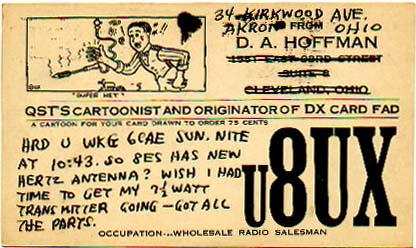 34 KIRKWOOD AVE.
AKRON FROM OHIO
D. A. HOFFMAN
1551 EAST 93RD STREET
SUITE 8
CLEVELAND, OHIO
"SUPER HET"
QST'S CARTOONIST AND ORIGINATOR OF DX CARD FAD
A CARTOON FOR YOUR CARD DRAWN TO ORDER 75 CENTS
HRD U WKG 6CAE SUN. NITE
AT 10:43. SO 8ES HAS NEW
HERTZ ANTENNA? WISH I HAD
TIME TO GET MY 7½ WATT
TRANSMITTER GOING - GOT ALL
THE PARTS.
U8UX
OCCUPATION...WHOLESALE RADIO SALESMAN